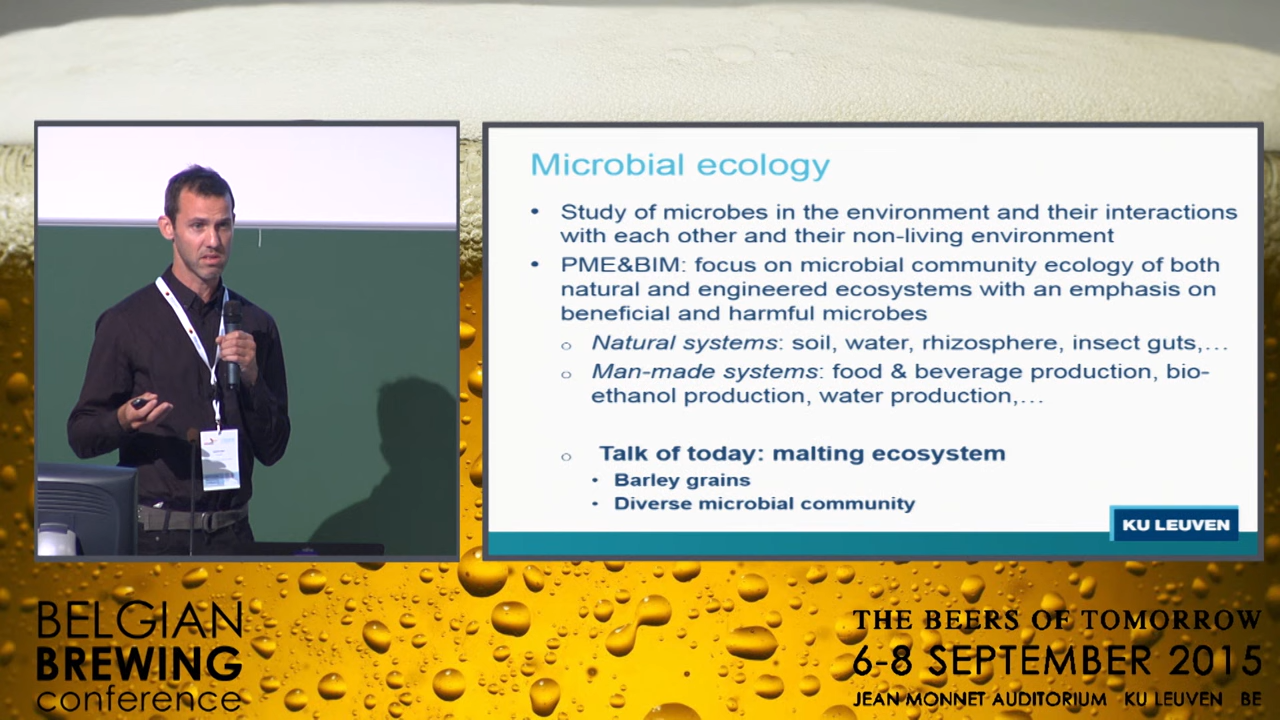 Microbial ecology
• Study of microbes in the environment and their interactions
with each other and their non-living environment
• PME&BIM: focus on microbial community ecology of both
natural and engineered ecosystems with an emphasis on
beneficial and harmful microbes
o Natural systems: soil, water, rhizosphere, insect guts,…
o Man-made systems: food & beverage production, bio-
ethanol production, water production,…
o Talk of today: malting ecosystem
• Barley grains
• Diverse microbial community
KU LEUVEN
BELGIAN
BREWING
conference
THE BEERS OF TOMORROW
6-8 SEPTEMBER 2015
JEAN MONNET AUDITORIUM KU LEUVEN BE